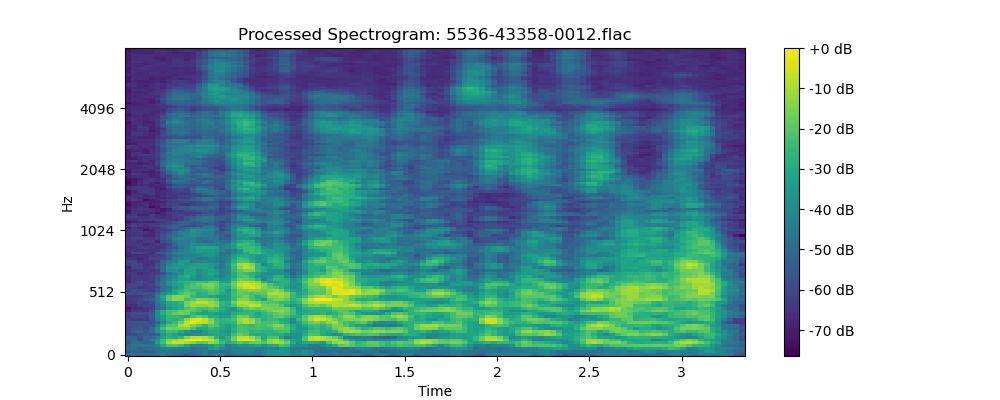 Processed Spectrogram: 5536-43358-0012.flac
+0 dB
-10 dB
-20 dB
-30 dB
-40 dB
-50 dB
-60 dB
-70 dB
Hz
4096
2048
1024
512
0
0 0.5 1 1.5 2 2.5 3
Time